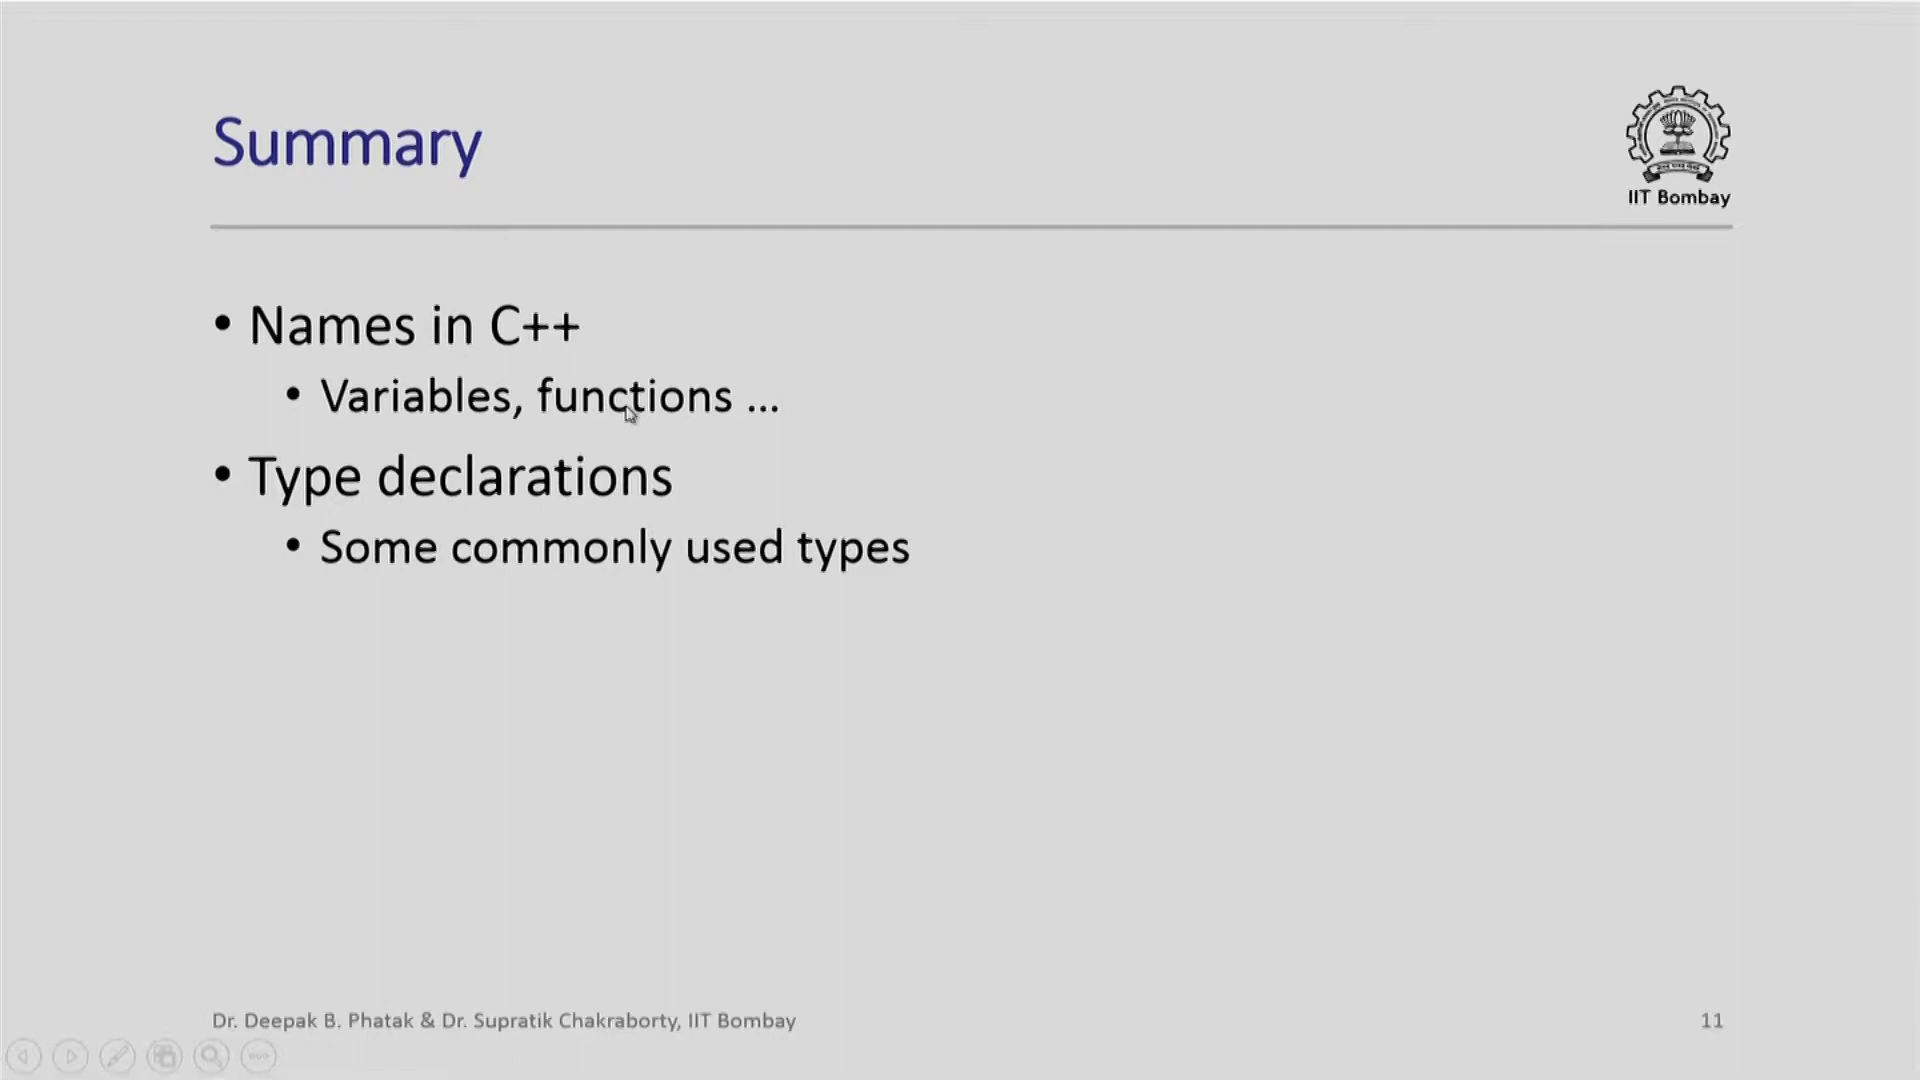 Summary
IIT Bombay
• Names in C++
• Variables, functions ...
• Type declarations
• Some commonly used types
Dr. Deepak B. Phatak & Dr. Supratik Chakraborty, IIT Bombay
11